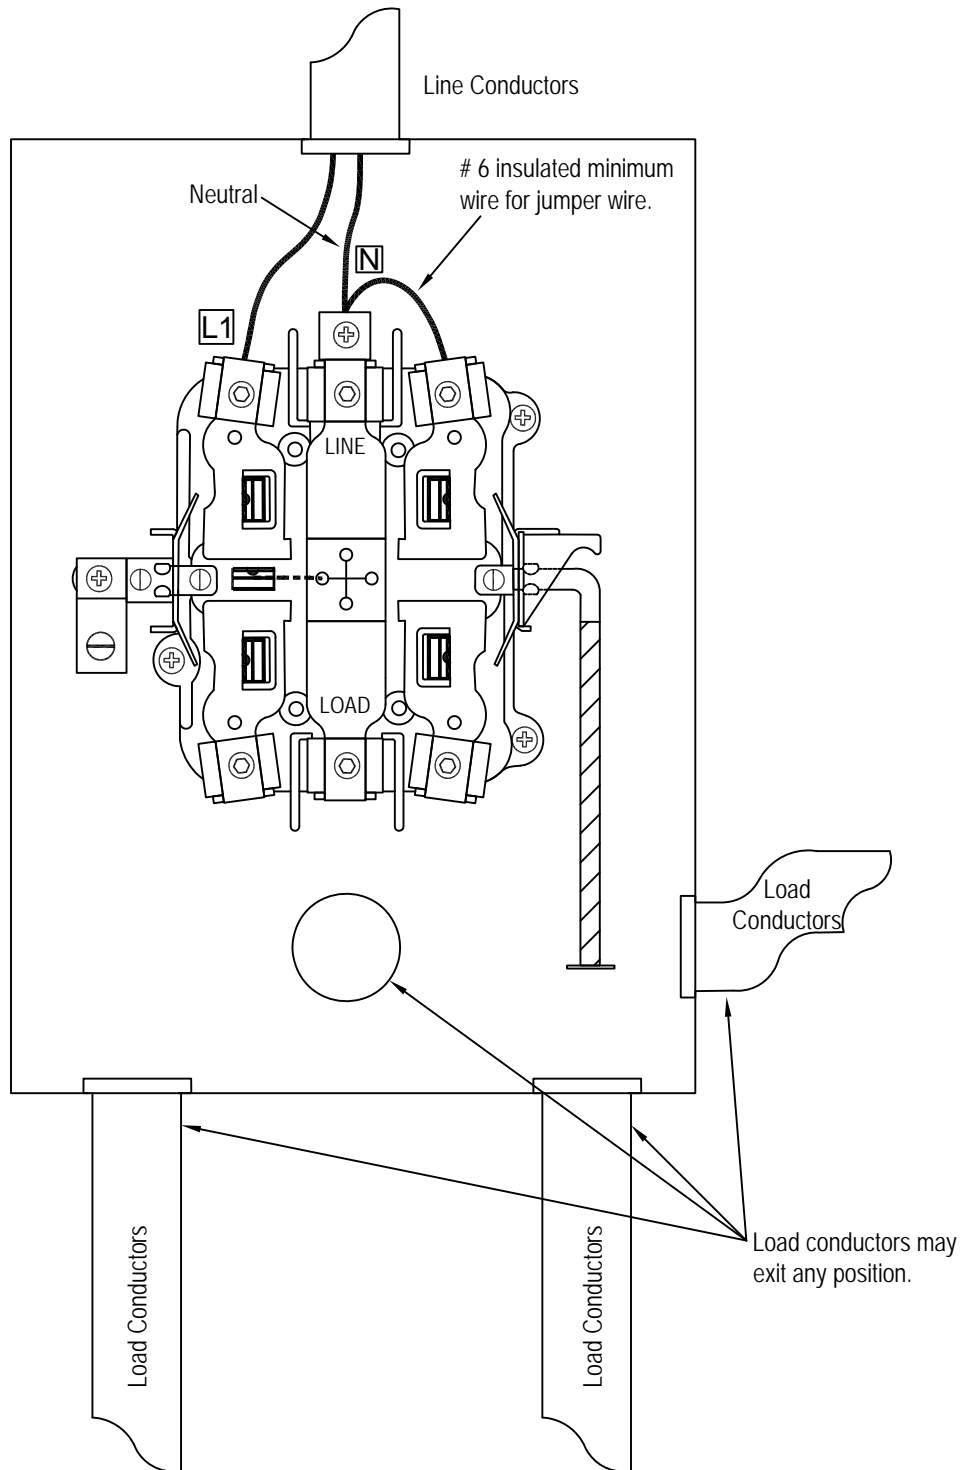 Line Conductors
# 6 insulated minimum
wire for jumper wire.
Neutral
N
L1
LINE
LOAD
Load
Conductors
Load conductors may
exit any position.
Load Conductors
Load Conductors